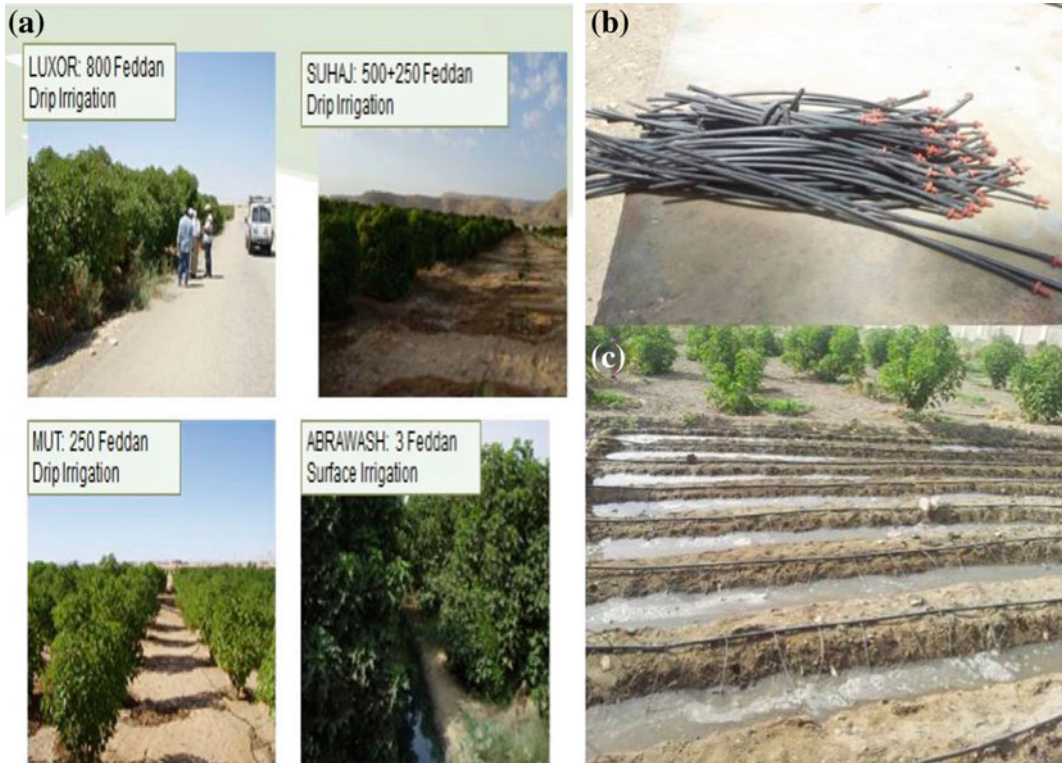 (a)
LUXOR: 800 Feddan
Drip Irrigation
SUHAJ: 500+250 Feddan
Drip Irrigation
MUT: 250 Feddan
Drip Irrigation
ABRAWASH: 3 Feddan
Surface Irrigation
(b)
(c)